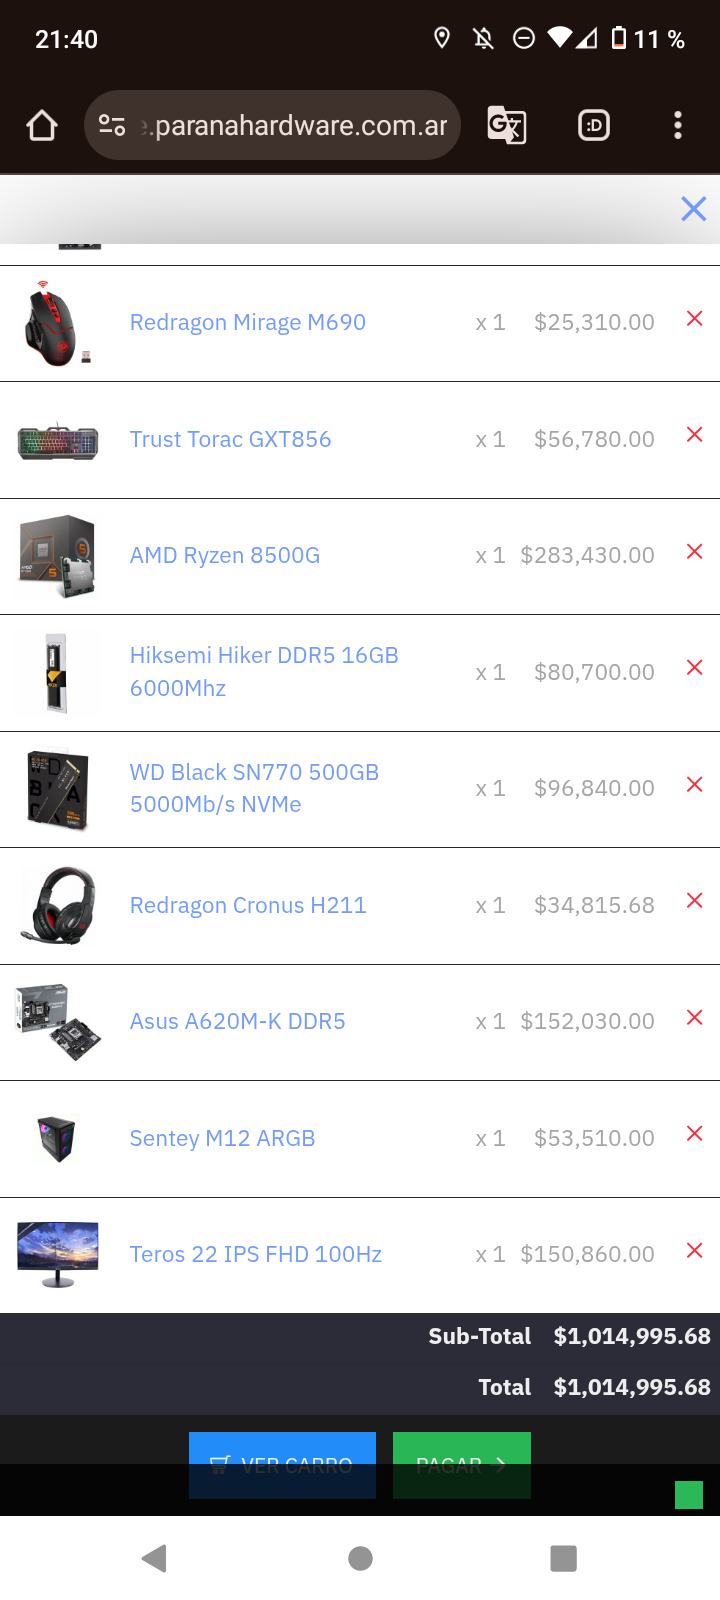 21:40
11 %
.paranahardware.com.ar
:D
Redragon Mirage M690 x 1 $25,310.00
Trust Torac GXT856 x 1 $56,780.00
AMD Ryzen 8500G x 1 $283,430.00
Hiksemi Hiker DDR5 16GB
6000Mhz x 1 $80,700.00
WD Black SN770 500GB
5000Mb/s NVMe x 1 $96,840.00
Redragon Cronus H211 x 1 $34,815.68
Asus A620M-K DDR5 x 1 $152,030.00
Sentey M12 ARGB x 1 $53,510.00
Teros 22 IPS FHD 100Hz x 1 $150,860.00
Sub-Total $1,014,995.68
Total $1,014,995.68
VER CARRO PAGAR